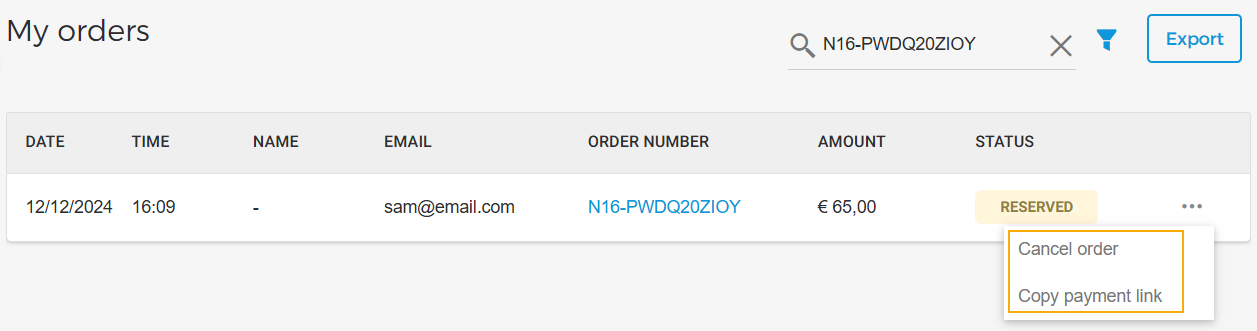 My orders
N16-PWDQ20ZIOY
Export
DATE TIME NAME EMAIL ORDER NUMBER AMOUNT STATUS
12/12/2024 16:09 - sam@email.com N16-PWDQ20ZIOY € 65,00 RESERVED
Cancel order
Copy payment link